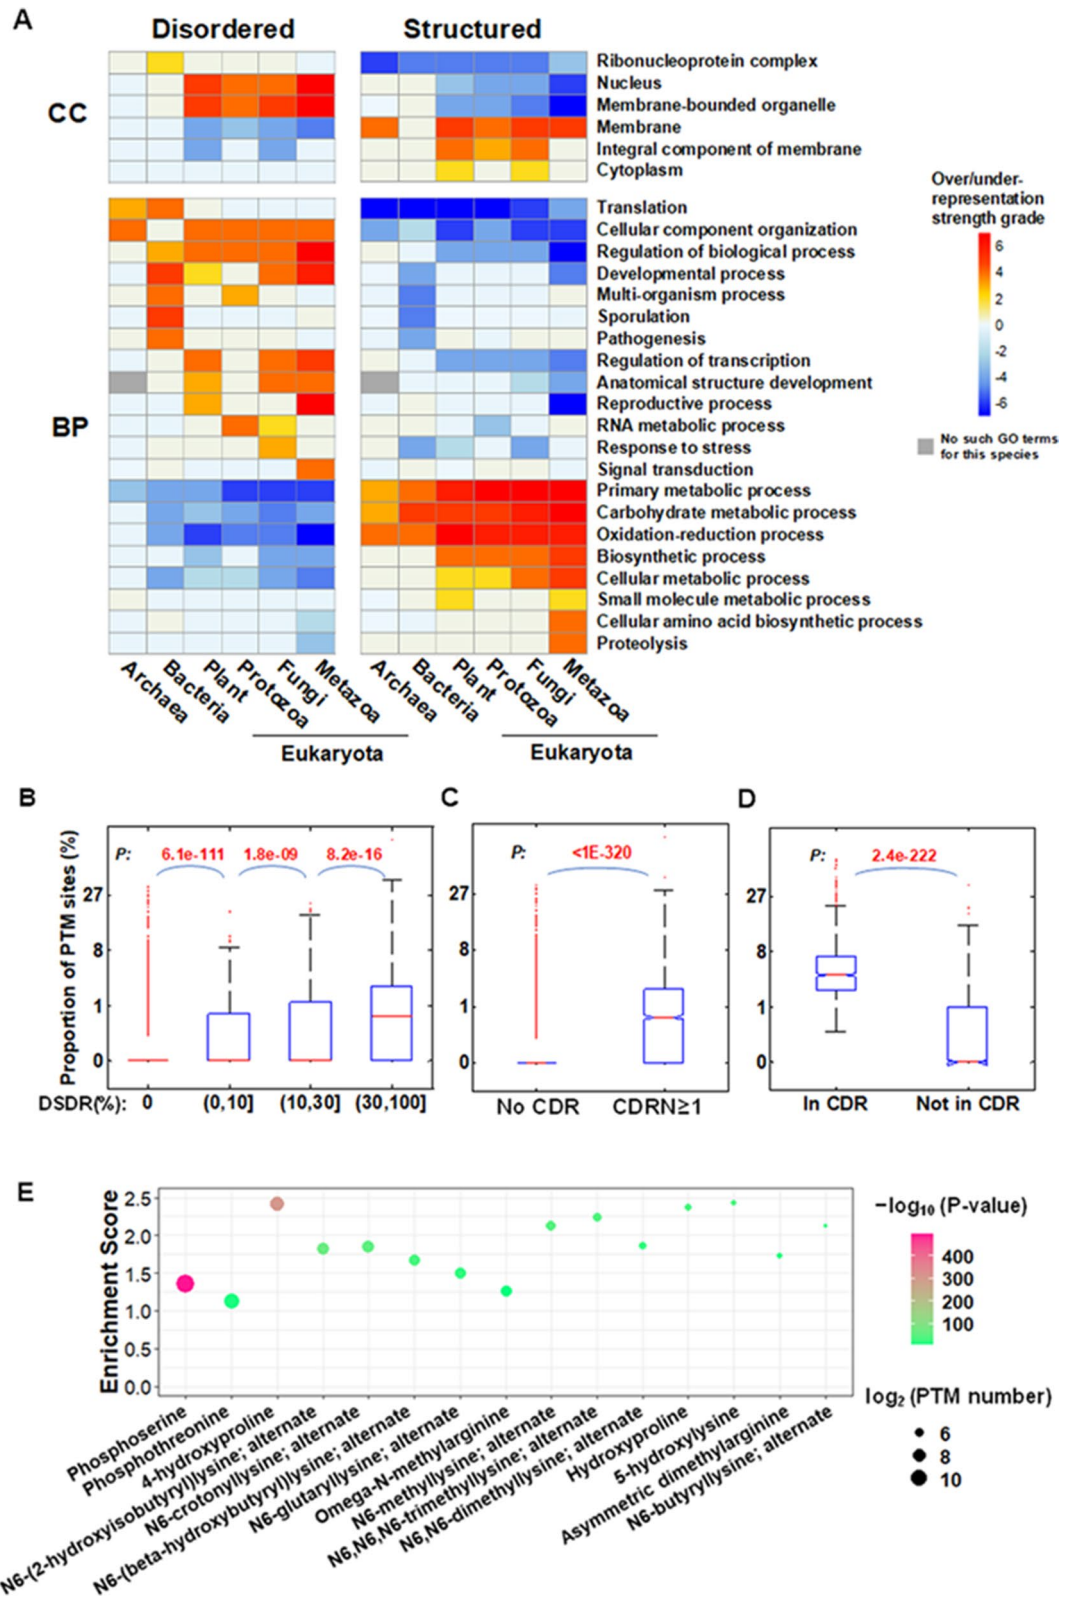 A
Disordered
Structured
CC
Ribonucleoprotein complex
Nucleus
Membrane-bounded organelle
Membrane
Integral component of membrane
Cytoplasm
Over/under-
representation
strength grade
6
4
2
0
-2
-4
-6
No such GO terms
for this species
BP
Translation
Cellular component organization
Regulation of biological process
Developmental process
Multi-organism process
Sporulation
Pathogenesis
Regulation of transcription
Anatomical structure development
Reproductive process
RNA metabolic process
Response to stress
Signal transduction
Primary metabolic process
Carbohydrate metabolic process
Oxidation-reduction process
Biosynthetic process
Cellular metabolic process
Small molecule metabolic process
Cellular amino acid biosynthetic process
Proteolysis
Archaea
Bacteria
Plant
Protozoa
Fungi
Metazoa
Eukaryota
Archaea
Bacteria
Plant
Protozoa
Fungi
Metazoa
Eukaryota
B
Proportion of PTM sites (%)
P: 6.1e-111 1.8e-09 8.2e-16
27
8
1
0
DSDR(%): 0 (0,10] (10,30] (30,100]
C
P: <1E-320
27
8
1
0
No CDR CDRN≥1
D
P: 2.4e-222
27
8
1
0
In CDR Not in CDR
E
Enrichment Score
2.5
2.0
1.5
1.0
0.5
0.0
Phosphoserine
Phosphothreonine
4-hydroxyproline
N6-(2-hydroxyisobutyryl)lysine; alternate
N6-crotonyllysine; alternate
N6-(beta-hydroxybutyryl)lysine; alternate
N6-glutaryllysine; alternate
Omega-N-methylarginine
N6-methyllysine; alternate
N6,N6,N6-trimethyllysine; alternate
N6,N6-dimethyllysine; alternate
Hydroxyproline
5-hydroxylysine
Asymmetric dimethylarginine
N6-butyryllysine; alternate
−log₁₀ (P-value)
400
300
200
100
log₂ (PTM number)
6
8
10